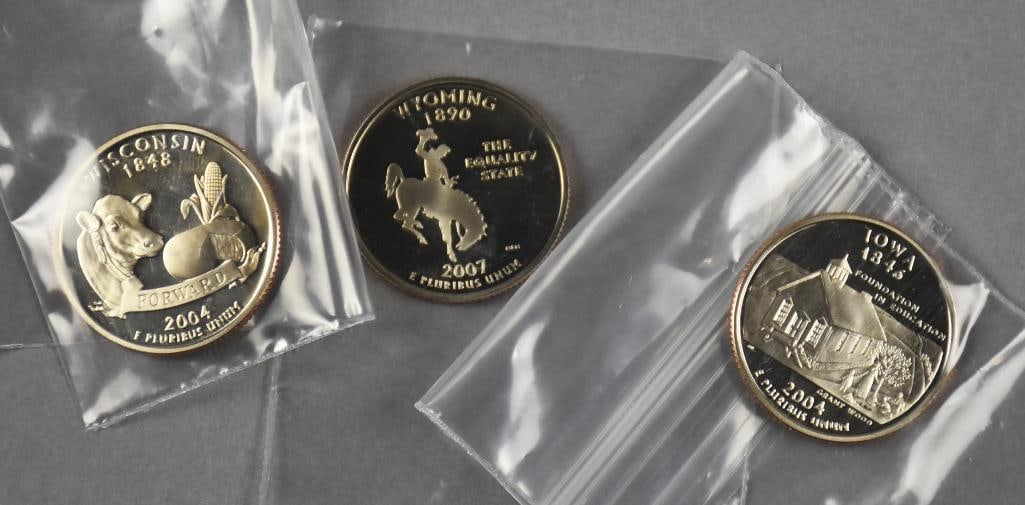 WISCONSIN
1848
FORWARD
2004
E PLURIBUS UNUM
WYOMING
1890
THE
EQUALITY
STATE
2007
E PLURIBUS UNUM
IOWA
1846
FOUNDATION
IN EDUCATION
GRANT WOOD
2004
E PLURIBUS UNUM